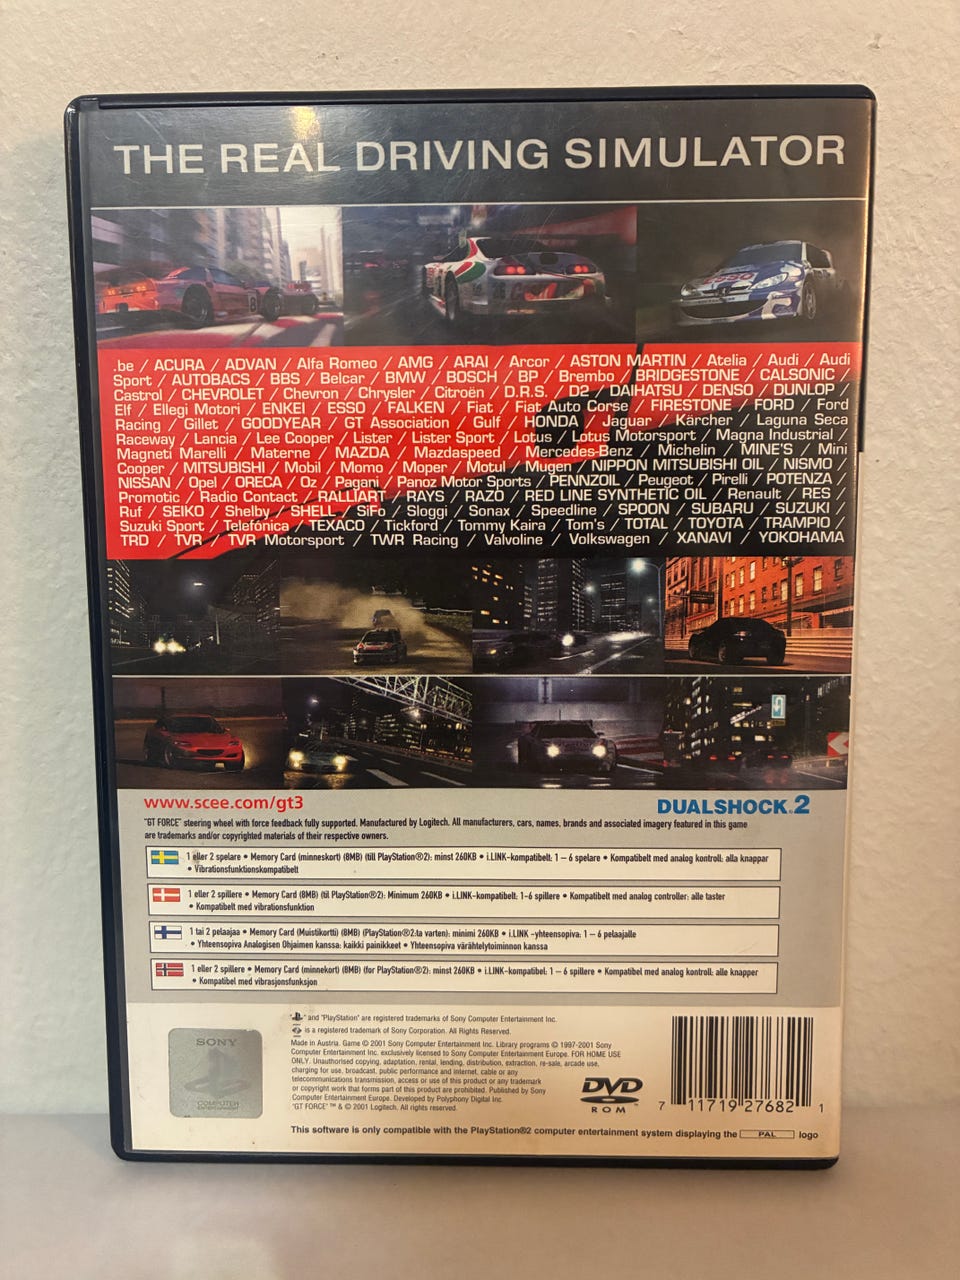 THE REAL DRIVING SIMULATOR
8
.be / ACURA / ADVAN / Alfa Romeo / AMG / ARAI / Arcor / ASTON MARTIN / Atelia / Audi / Audi
Sport / AUTOBACS / BBS / Belcar / BMW / BOSCH / BP / Brembo / BRIDGESTONE / CALSONIC /
Castrol / CHEVROLET / Chevron / Chrysler / Citroën / D.R.S. / D2 / DAIHATSU / DENSO / DUNLOP /
Elf / Ellegi Motori / ENKEI / ESSO / FALKEN / Fiat / Fiat Auto Corse / FIRESTONE / FORD / Ford
Racing / Gillet / GOODYEAR / GT Association / Gulf / HONDA / Jaguar / Kärcher / Laguna Seca
Raceway / Lancia / Lee Cooper / Lister / Lister Sport / Lotus / Lotus Motorsport / Magna Industrial /
Magneti Marelli / Materne / MAZDA / Mazdaspeed / Mercedes-Benz / Michelin / MINE'S / Mini
Cooper / MITSUBISHI / Mobil / Momo / Moper / Motul / Mugen / NIPPON MITSUBISHI OIL / NISMO /
NISSAN / Opel / ORECA / Oz / Pagani / Panoz Motor Sports / PENNZOIL / Peugeot / Pirelli / POTENZA /
Promotic / Radio Contact / RALLIART / RAYS / RAZO / RED LINE SYNTHETIC OIL / Renault / RES /
Ruf / SEIKO / Shelby / SHELL / SiFo / Sloggi / Sonax / Speedline / SPOON / SUBARU / SUZUKI /
Suzuki Sport / Telefónica / TEXACO / Tickford / Tommy Kaira / Tom's / TOTAL / TOYOTA / TRAMPIO /
TRD / TVR / TVR Motorsport / TWR Racing / Valvoline / Volkswagen / XANAVI / YOKOHAMA
www.scee.com/gt3
DUALSHOCK.2
"GT FORCE" steering wheel with force feedback fully supported. Manufactured by Logitech. All manufacturers, cars, names, brands and associated imagery featured in this game
are trademarks and/or copyrighted materials of their respective owners.
1 eller 2 spelare • Memory Card (minneskort) (8MB) (till PlayStation®2): minst 260KB • i.LINK-kompatibelt: 1 – 6 spelare • Kompatibelt med analog kontroll: alla knappar
• Vibrationsfunktionskompatibelt
1 eller 2 spillere • Memory Card (8MB) (til PlayStation®2): Minimum 260KB • i.LINK-kompatibelt: 1-6 spillere • Kompatibelt med analog controller: alle taster
• Kompatibelt med vibrationsfunktion
1 tai 2 pelaajaa • Memory Card (Muistikortti) (8MB) (PlayStation®2:ta varten): minimi 260KB • i.LINK -yhteensopiva: 1 – 6 pelaajalle
• Yhteensopiva Analogisen Ohjaimen kanssa: kaikki painikkeet • Yhteensopiva värähtelytoiminnon kanssa
1 eller 2 spillere • Memory Card (minnekort) (8MB) (for PlayStation®2): minst 260KB • i.LINK-kompatibel: 1 – 6 spillere • Kompatibel med analog kontroll: alle knapper
• Kompatibel med vibrasjonsfunksjon
" " and "PlayStation" are registered trademarks of Sony Computer Entertainment Inc.
is a registered trademark of Sony Corporation. All Rights Reserved.
Made in Austria. Game © 2001 Sony Computer Entertainment Inc. Library programs © 1997-2001 Sony
Computer Entertainment Inc. exclusively licensed to Sony Computer Entertainment Europe. FOR HOME USE
ONLY. Unauthorised copying, adaptation, rental, lending, distribution, extraction, re-sale, arcade use,
charging for use, broadcast, public performance and internet, cable or any
telecommunications transmission, access or use of this product or any trademark
or copyright work that forms part of this product are prohibited. Published by Sony
Computer Entertainment Europe. Developed by Polyphony Digital Inc.
"GT FORCE" ™ & © 2001 Logitech. All rights reserved.
SONY
COMPUTER
ENTERTAINMENT
DVD
ROM
7 11719 27682 1
This software is only compatible with the PlayStation®2 computer entertainment system displaying the PAL logo